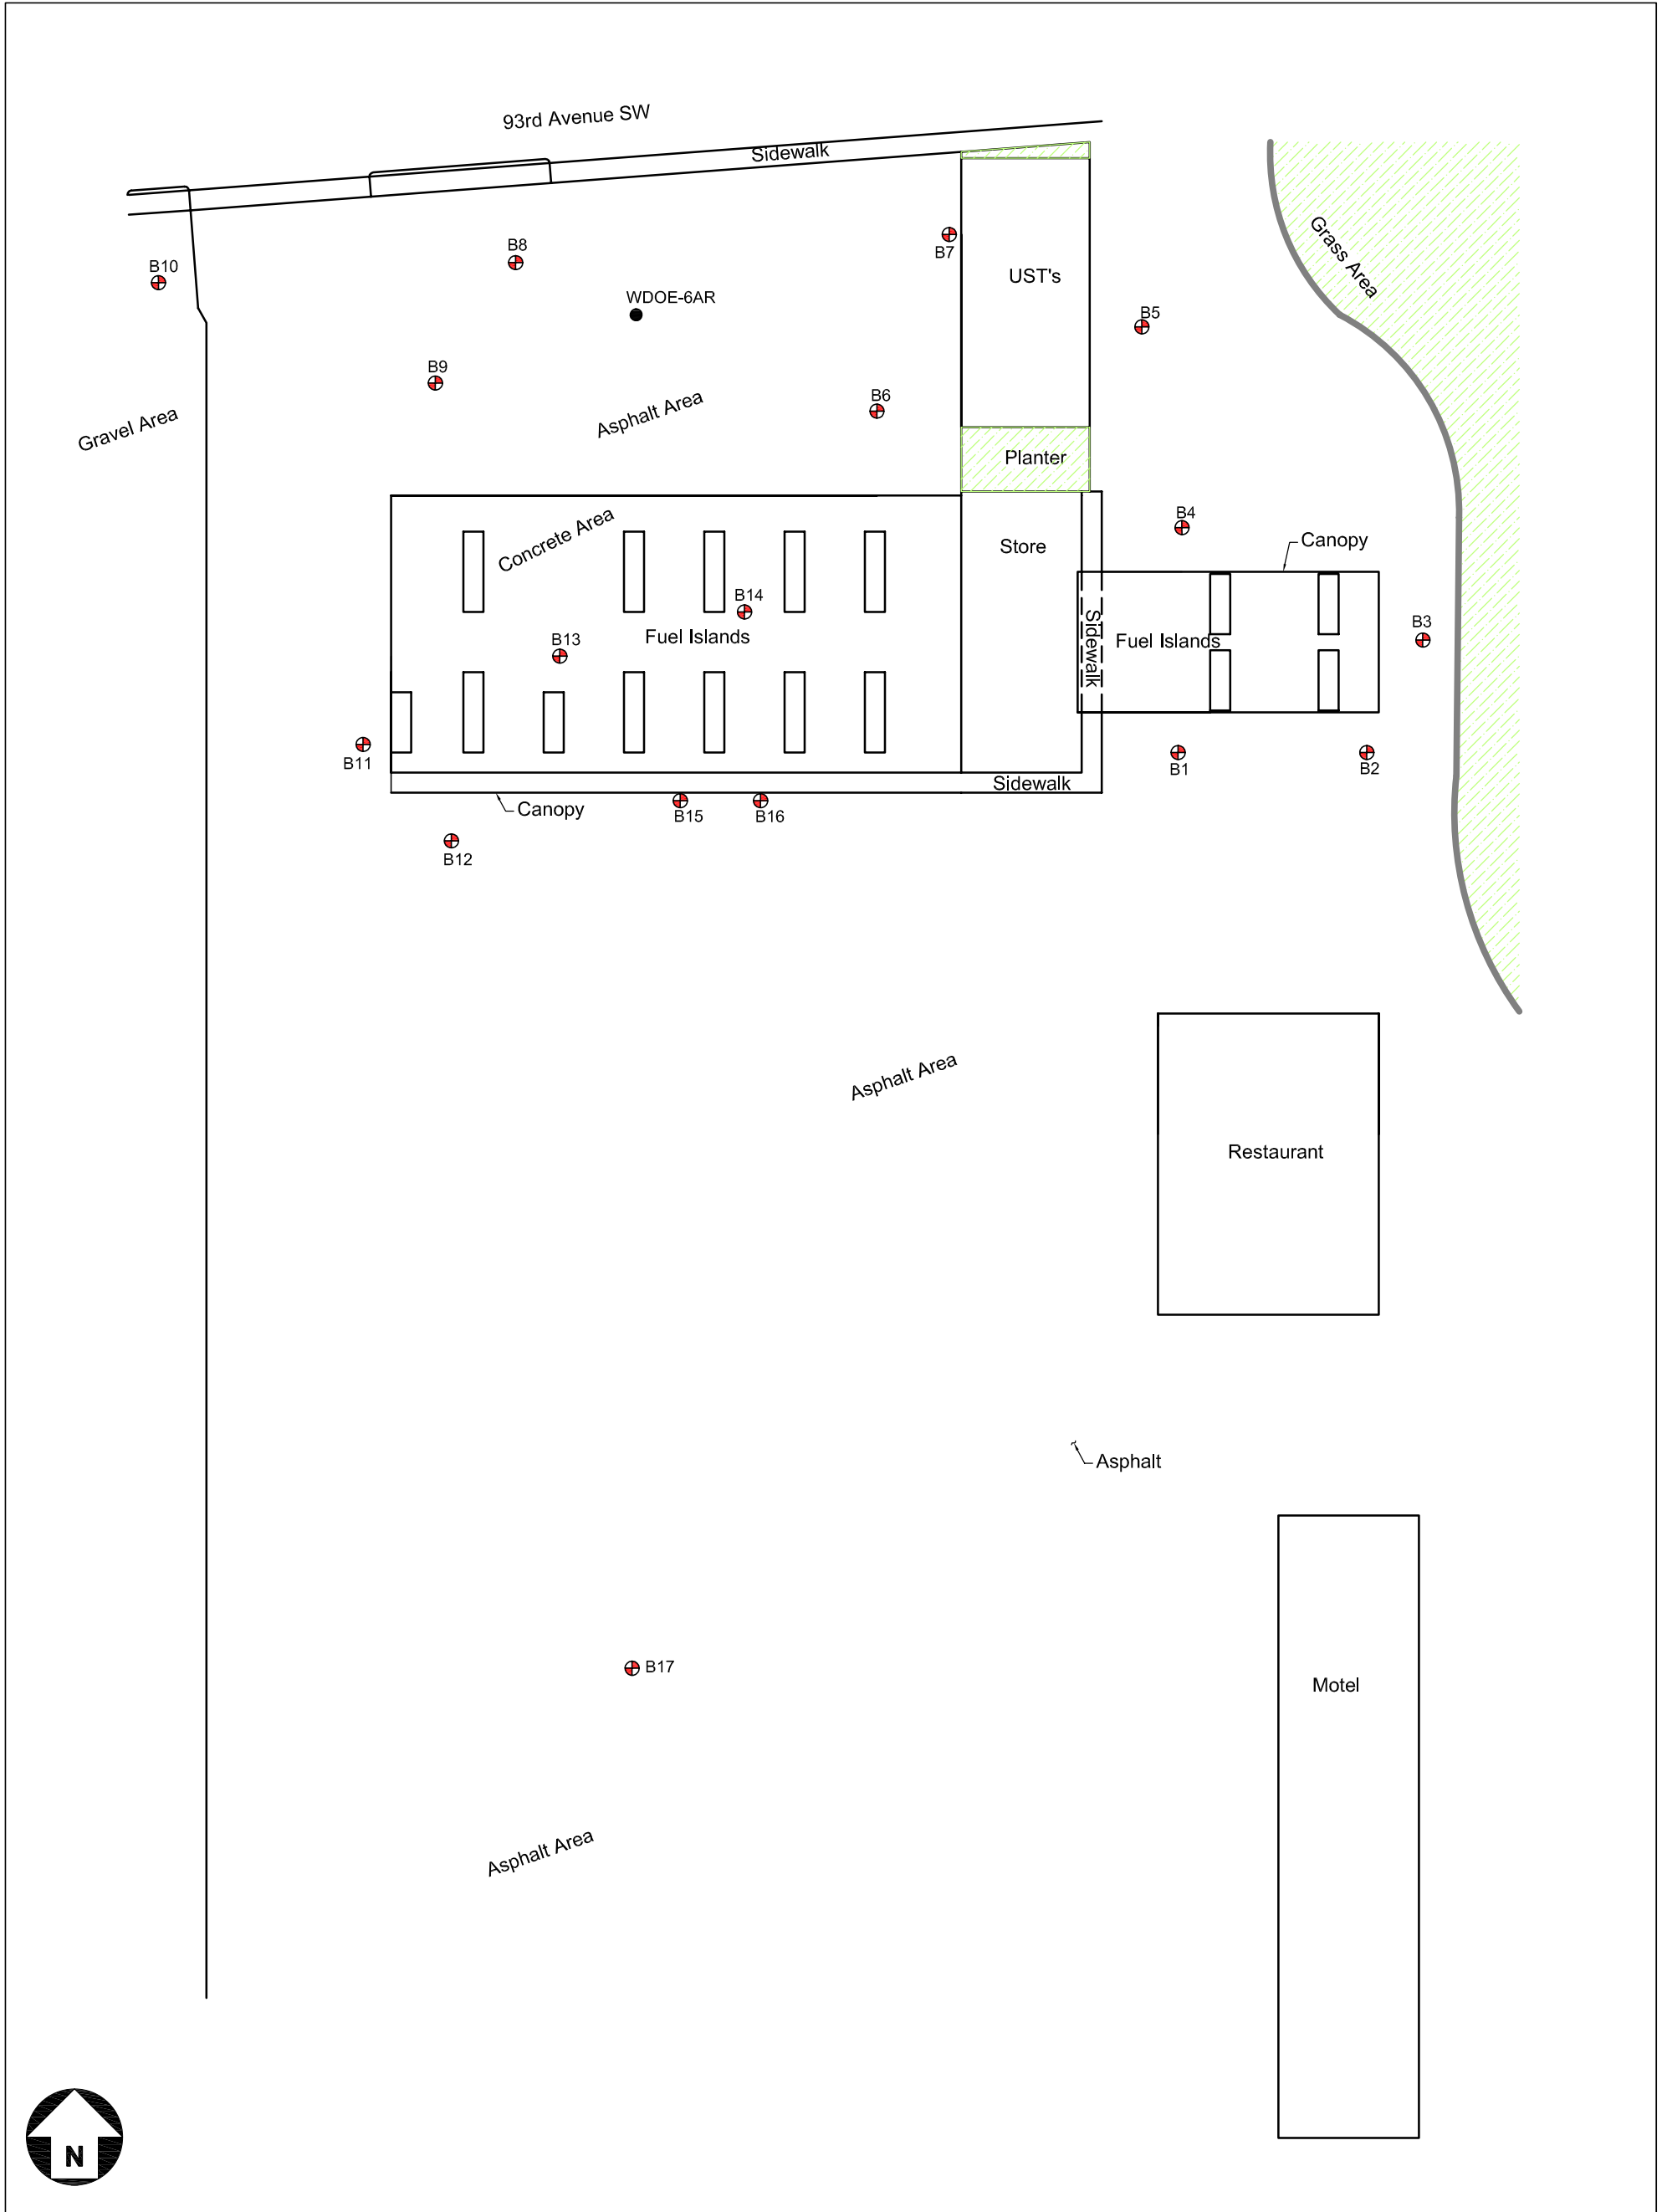 93rd Avenue SW
Sidewalk
B10
B8
B7
UST's
Grass Area
WDOE-6AR
B5
B9
B6
Asphalt Area
Gravel Area
Planter
Concrete Area
Store
B4
Canopy
B14
B13
Fuel Islands
Sidewalk
Fuel Islands
B3
B11
B1
B2
Sidewalk
Canopy
B15
B16
B12
Asphalt Area
Restaurant
Asphalt
B17
Motel
Asphalt Area
N